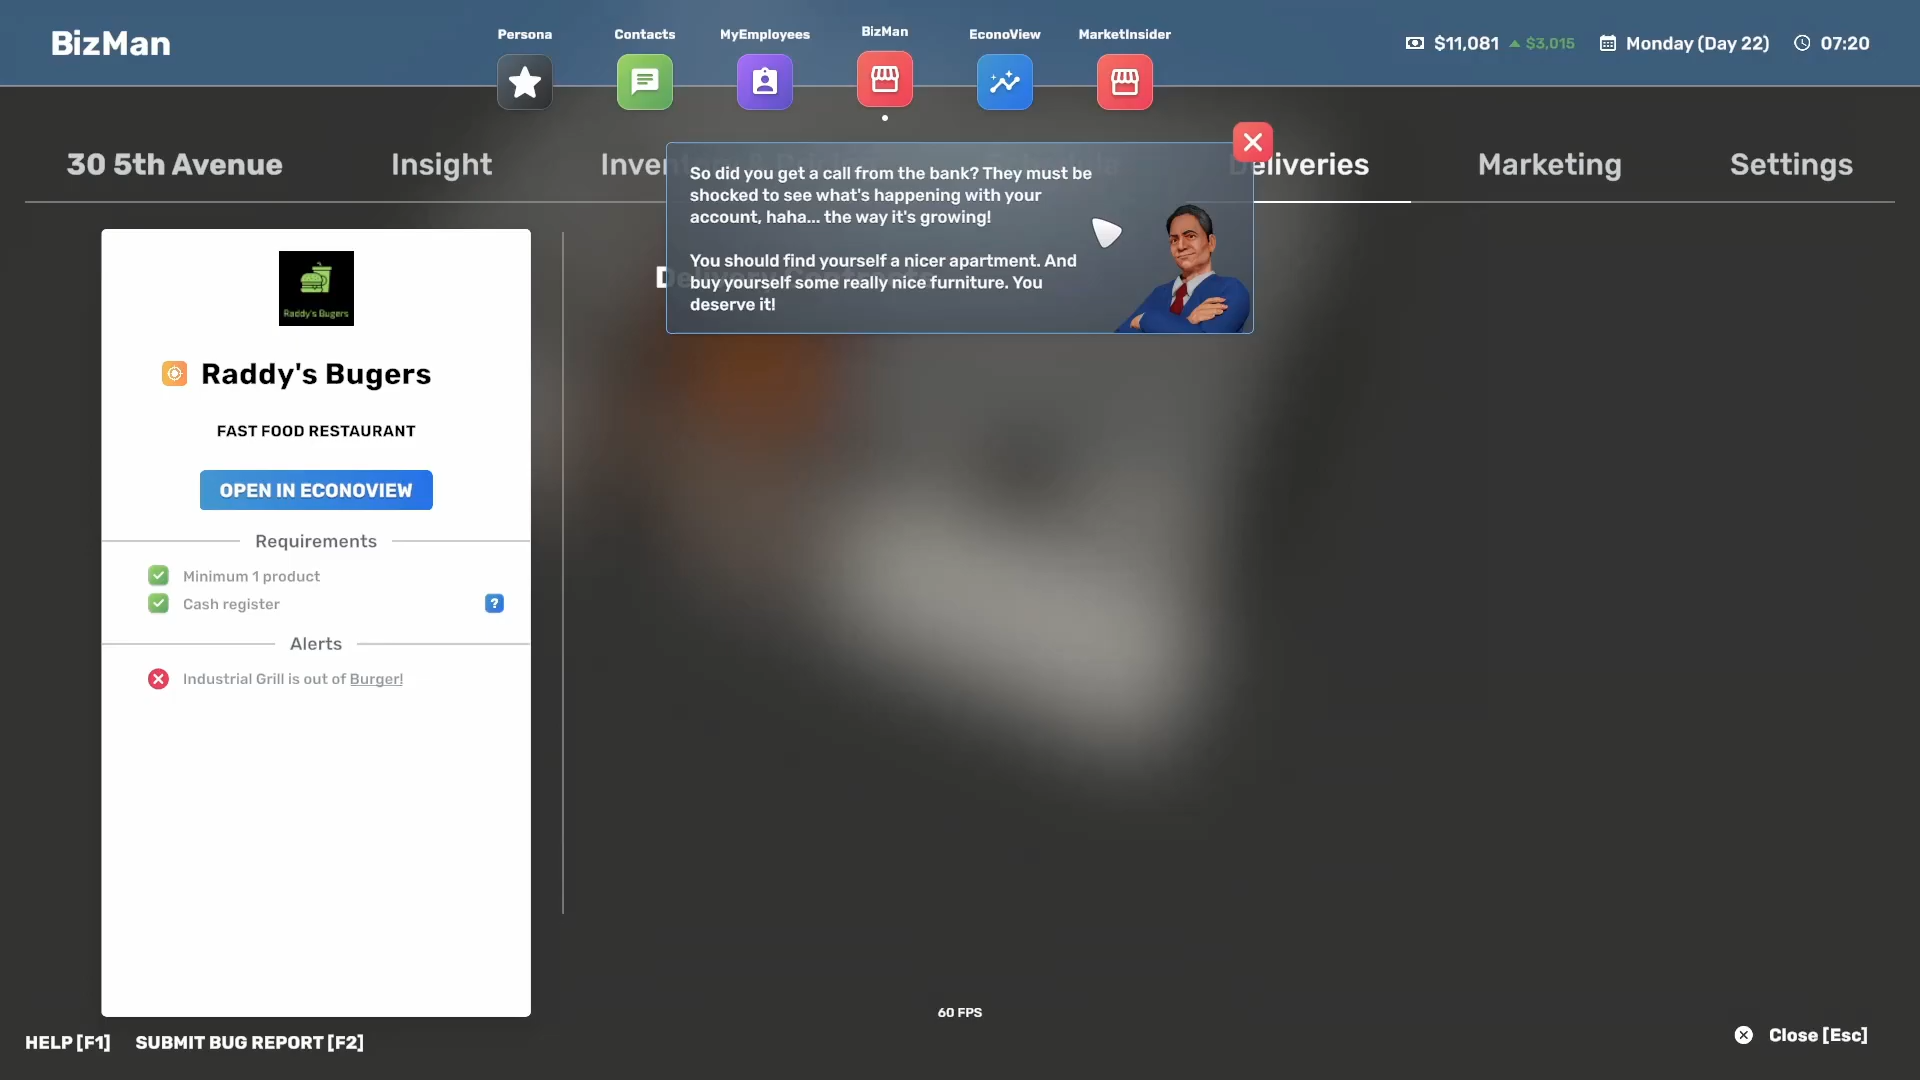 BizMan
Persona
Contacts
MyEmployees
BizMan
EconoView
MarketInsider
$11,081
$3,015
Monday (Day 22)
07:20
30 5th Avenue
Insight
Deliveries
Marketing
Settings
So did you get a call from the bank? They must be
shocked to see what's happening with your
account, haha... the way it's growing!
You should find yourself a nicer apartment. And
buy yourself some really nice furniture. You
deserve it!
Delivery Contracts
Raddy's Bugers
Raddy's Bugers
FAST FOOD RESTAURANT
OPEN IN ECONOVIEW
Requirements
Minimum 1 product
Cash register
?
Alerts
Industrial Grill is out of Burger!
60 FPS
HELP [F1]
SUBMIT BUG REPORT [F2]
Close [Esc]